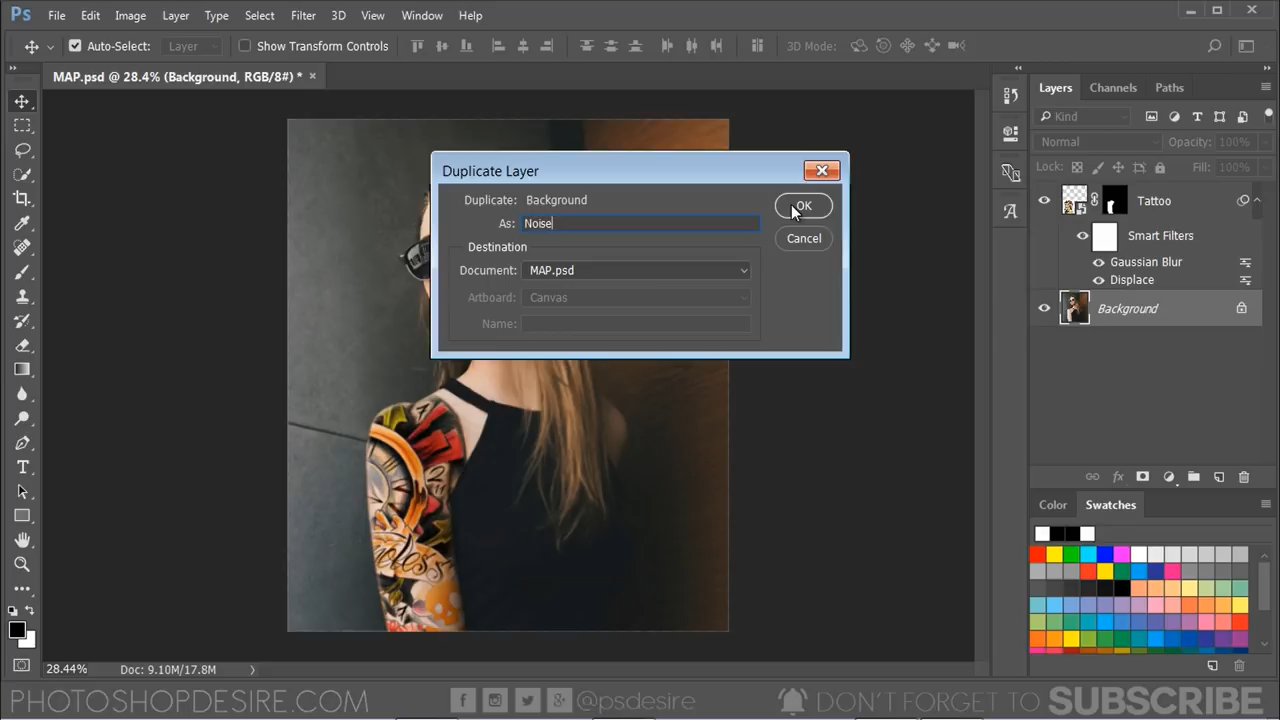 Ps File Edit Image Layer Type Select Filter 3D View Window Help
Auto-Select: Layer Show Transform Controls 3D Mode:
MAP.psd @ 28.4% (Background, RGB/8#) * ×
Layers Channels Paths
Kind
Normal Opacity: 100%
Lock: Fill: 100%
Tattoo
Smart Filters
Gaussian Blur
Displace
Background
Duplicate Layer
Duplicate: Background
As: Noise
OK
Cancel
Destination
Document: MAP.psd
Artboard: Canvas
Name:
Color Swatches
28.44% Doc: 9.10M/17.8M
PHOTOSHOPDESIRE.COM @psdesire DON'T FORGET TO SUBSCRIBE